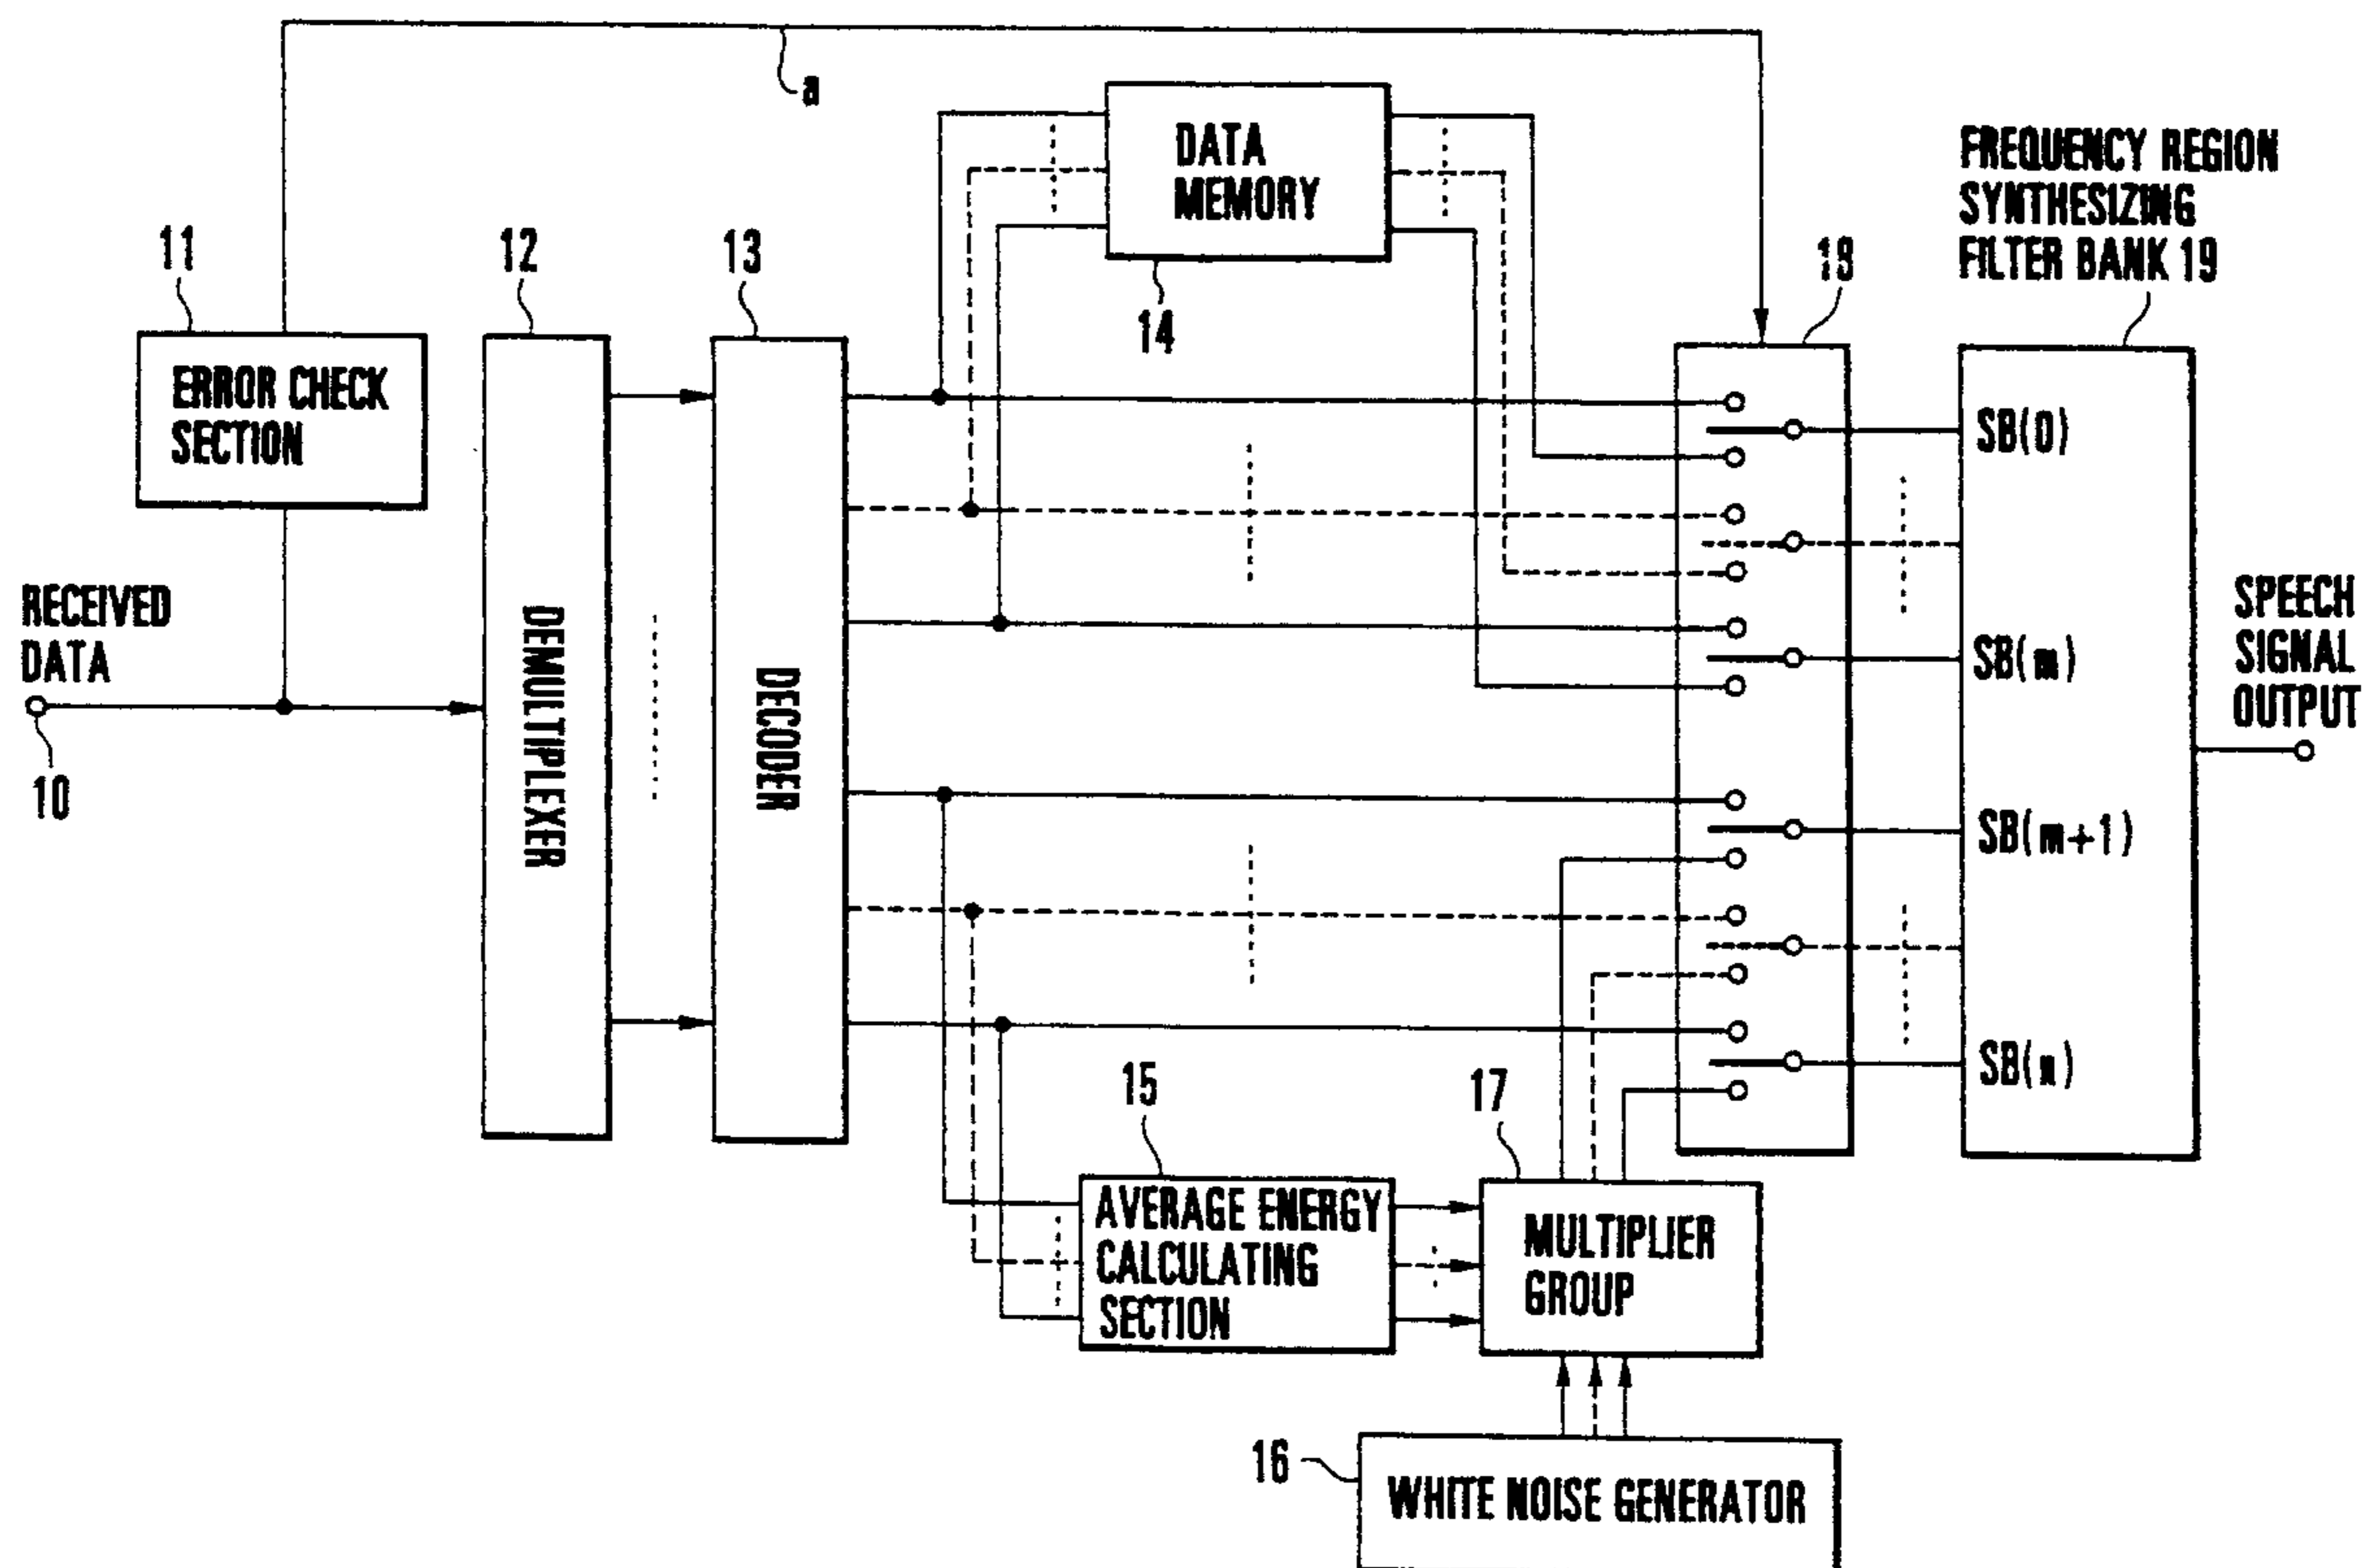 a
DATA
MEMORY
14
FREQUENCY REGION
SYNTHESIZING
FILTER BANK 19
11
12
13
18
ERROR CHECK
SECTION
RECEIVED
DATA
10
DEMULTIPLEXER
DECODER
SB(0)
SB(m)
SB(m+1)
SB(n)
SPEECH
SIGNAL
OUTPUT
15
AVERAGE ENERGY
CALCULATING
SECTION
17
MULTIPLIER
GROUP
16
WHITE NOISE GENERATOR